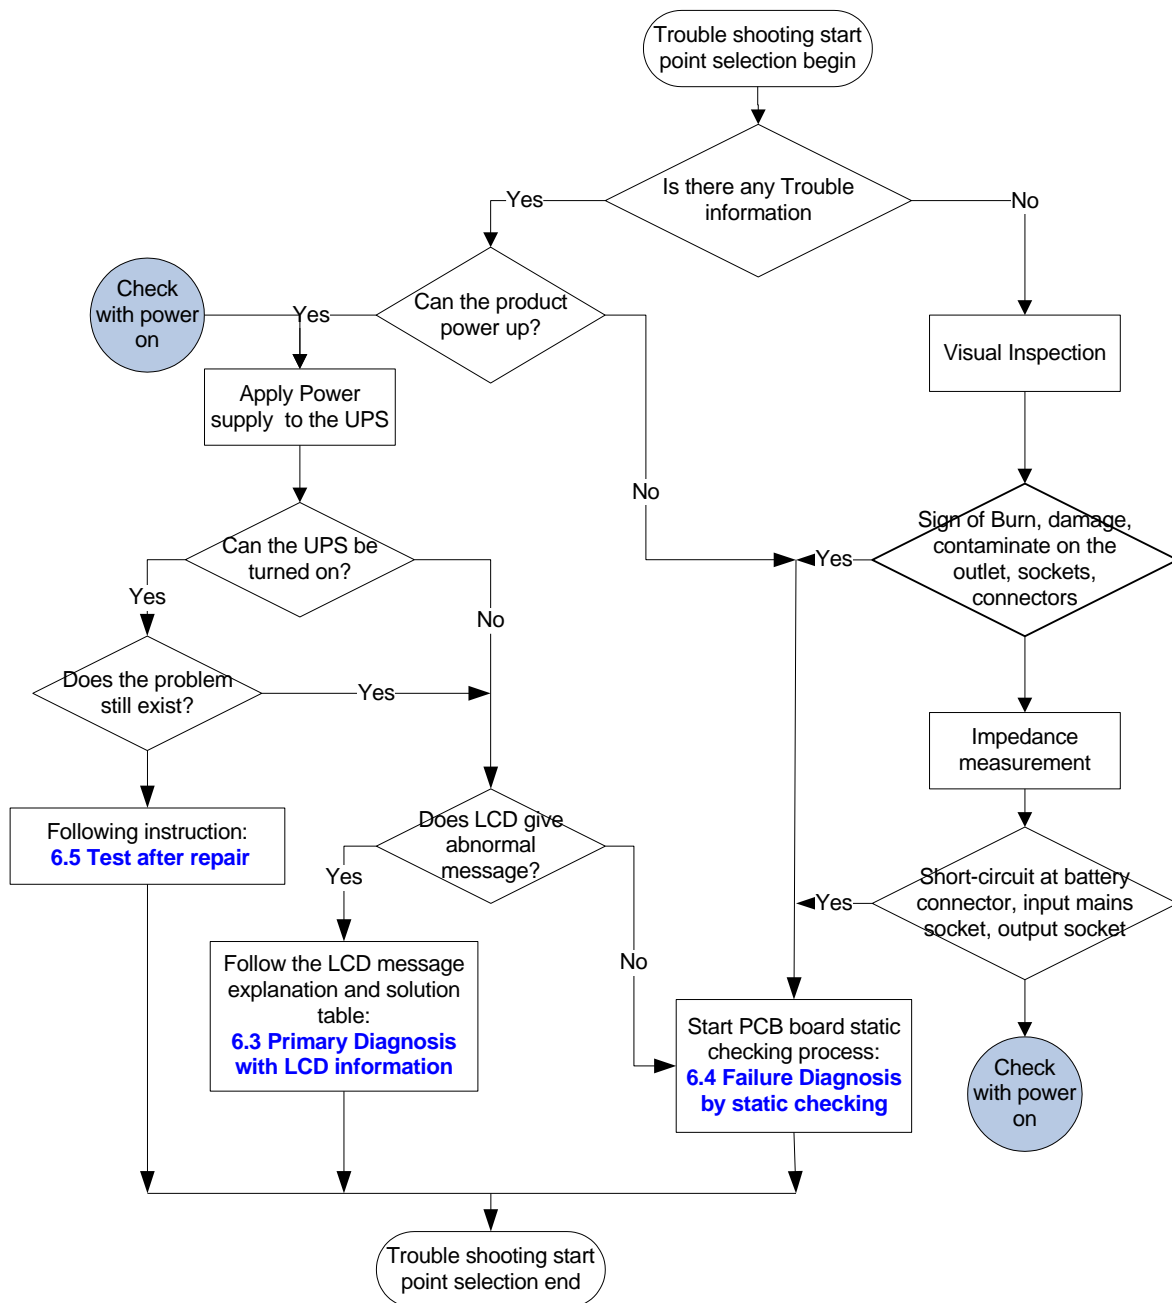 Trouble shooting start
point selection begin
Is there any Trouble
information
Yes
No
Check
with power
on
Yes
Can the product
power up?
Visual Inspection
Apply Power
supply to the UPS
No
Sign of Burn, damage,
contaminate on the
outlet, sockets,
connectors
Yes
Can the UPS be
turned on?
Yes
No
Does the problem
still exist?
Yes
Impedance
measurement
Following instruction:
6.5 Test after repair
Does LCD give
abnormal
message?
Yes
No
Short-circuit at battery
connector, input mains
socket, output socket
Yes
Follow the LCD message
explanation and solution
table:
6.3 Primary Diagnosis
with LCD information
Start PCB board static
checking process:
6.4 Failure Diagnosis
by static checking
Check
with power
on
Trouble shooting start
point selection end